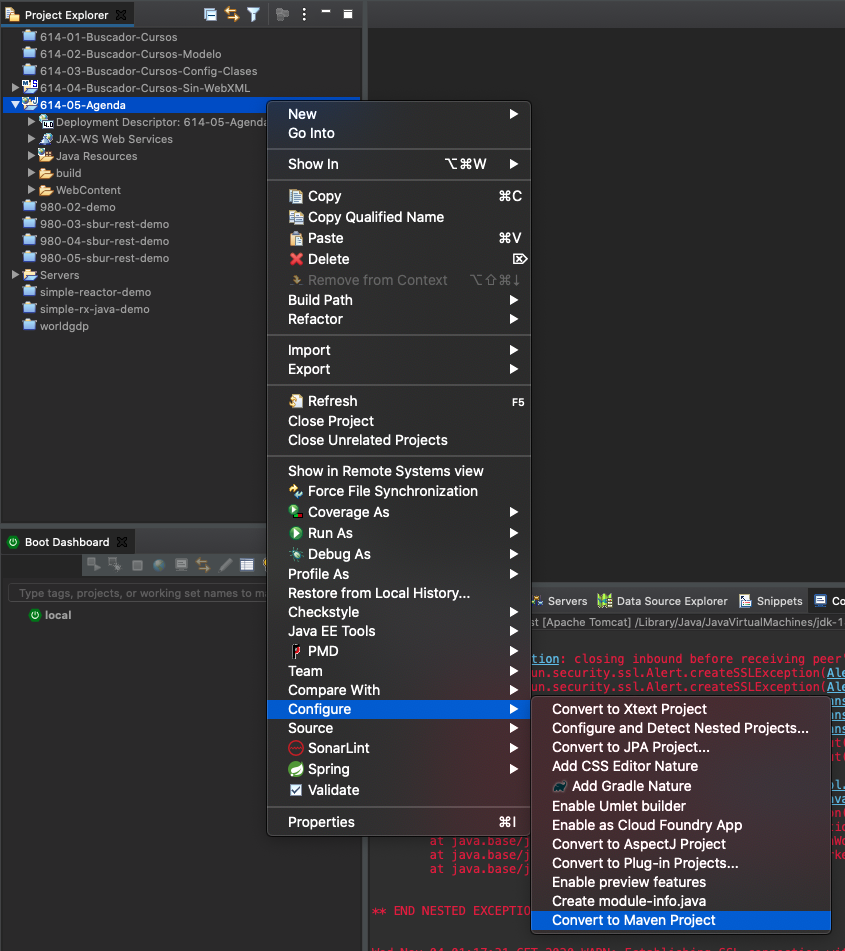 Project Explorer
614-01-Buscador-Cursos
614-02-Buscador-Cursos-Modelo
614-03-Buscador-Cursos-Config-Clases
614-04-Buscador-Cursos-Sin-WebXML
614-05-Agenda
Deployment Descriptor: 614-05-Agenda
JAX-WS Web Services
Java Resources
build
WebContent
980-02-demo
980-03-sbur-rest-demo
980-04-sbur-rest-demo
980-05-sbur-rest-demo
Servers
simple-reactor-demo
simple-rx-java-demo
worldgdp
New
Go Into
Show In ⌥⌘W
Copy ⌘C
Copy Qualified Name
Paste ⌘V
Delete ⌦
Remove from Context ⌥⇧⌘↓
Build Path
Refactor
Import
Export
Refresh F5
Close Project
Close Unrelated Projects
Show in Remote Systems view
Force File Synchronization
Coverage As
Run As
Debug As
Profile As
Restore from Local History...
Checkstyle
Java EE Tools
PMD
Team
Compare With
Configure
Source
SonarLint
Spring
Validate
Properties ⌘I
Convert to Xtext Project
Configure and Detect Nested Projects...
Convert to JPA Project...
Add CSS Editor Nature
Add Gradle Nature
Enable Umlet builder
Enable as Cloud Foundry App
Convert to AspectJ Project
Convert to Plug-in Projects...
Enable preview features
Create module-info.java
Convert to Maven Project
Boot Dashboard
Type tags, projects, or working set names to ma
local
Servers Data Source Explorer Snippets Co
st [Apache Tomcat] /Library/Java/JavaVirtualMachines/jdk-1
tion: closing inbound before receiving peer'
un.security.ssl.Alert.createSSLException(Ale
un.security.ssl.Alert.createSSLException(Ale
at java.base/j
at java.base/j
at java.base/j
** END NESTED EXCEPTIO